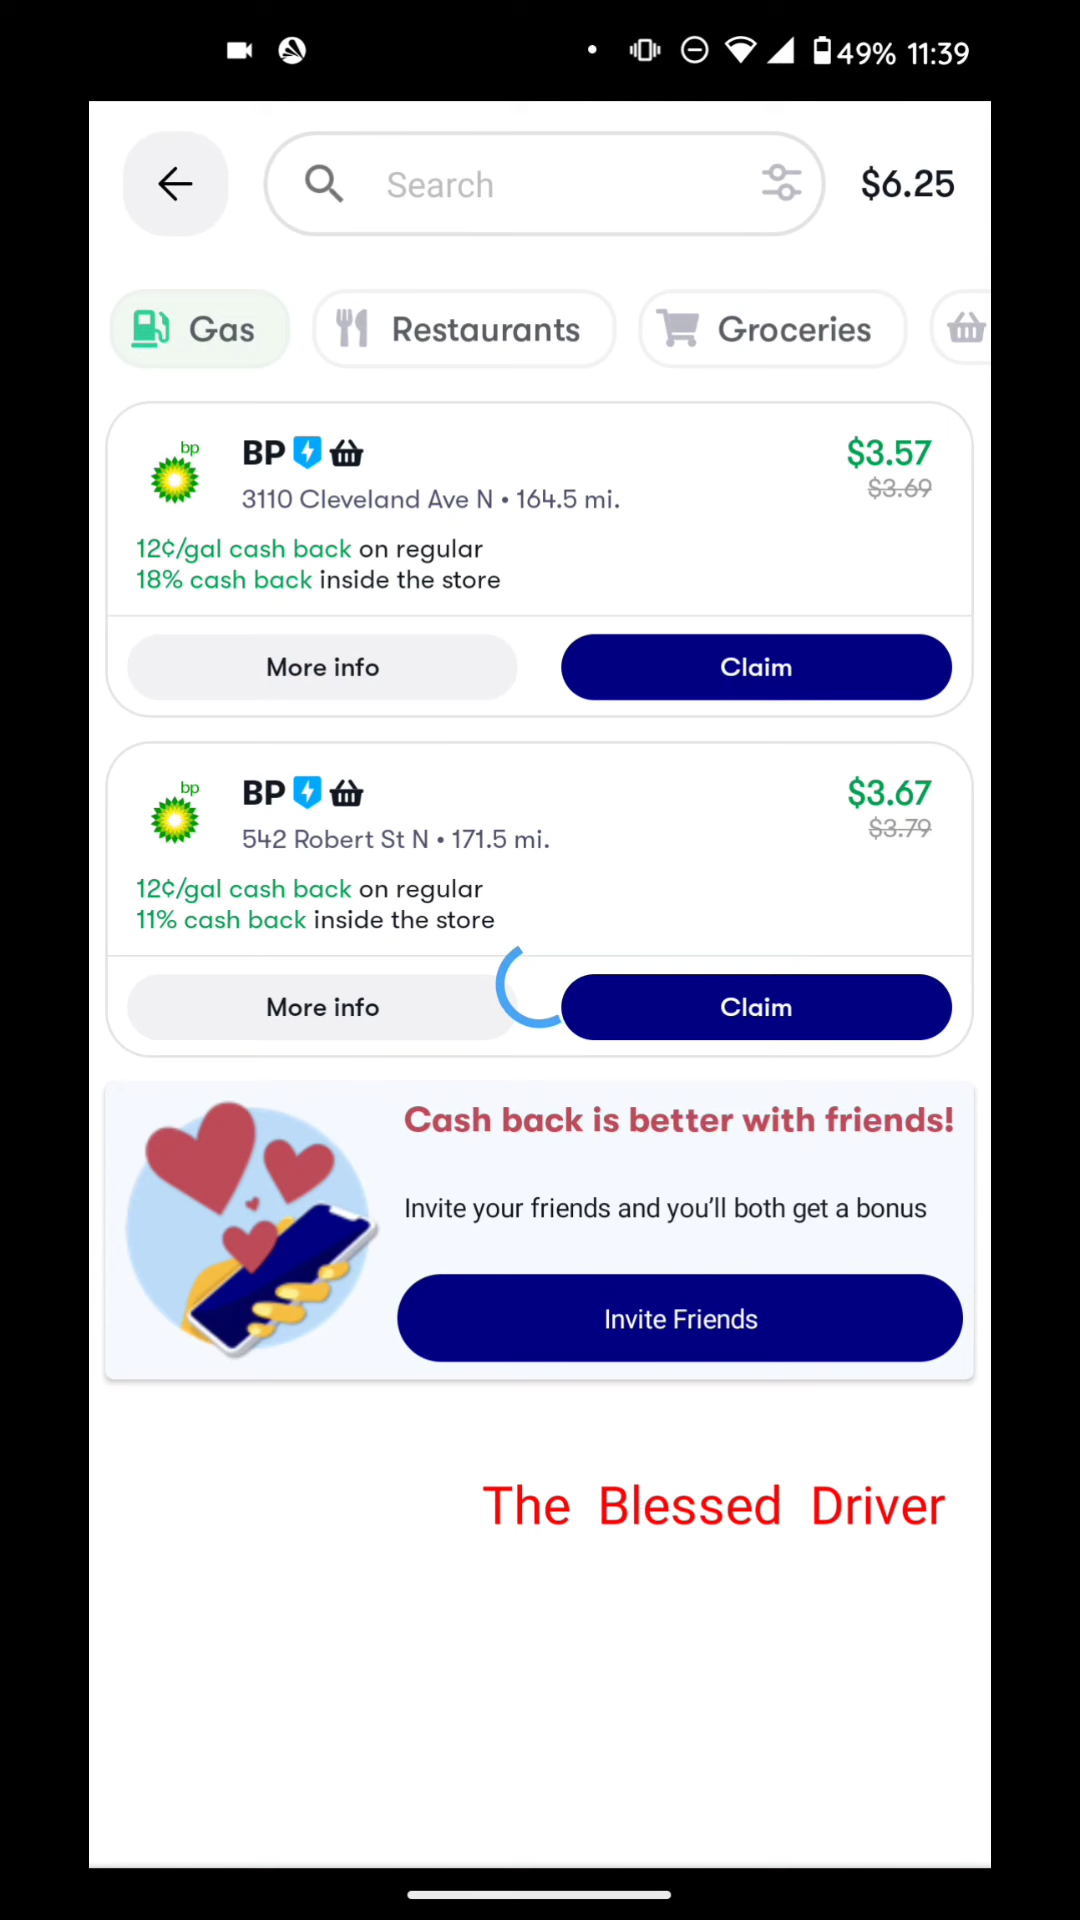 49% 11:39
Search
$6.25
Gas
Restaurants
Groceries
bp
BP
$3.57
3110 Cleveland Ave N • 164.5 mi.
$3.69
12¢/gal cash back on regular
18% cash back inside the store
More info
Claim
bp
BP
$3.67
542 Robert St N • 171.5 mi.
$3.79
12¢/gal cash back on regular
11% cash back inside the store
More info
Claim
Cash back is better with friends!
Invite your friends and you’ll both get a bonus
Invite Friends
The Blessed Driver